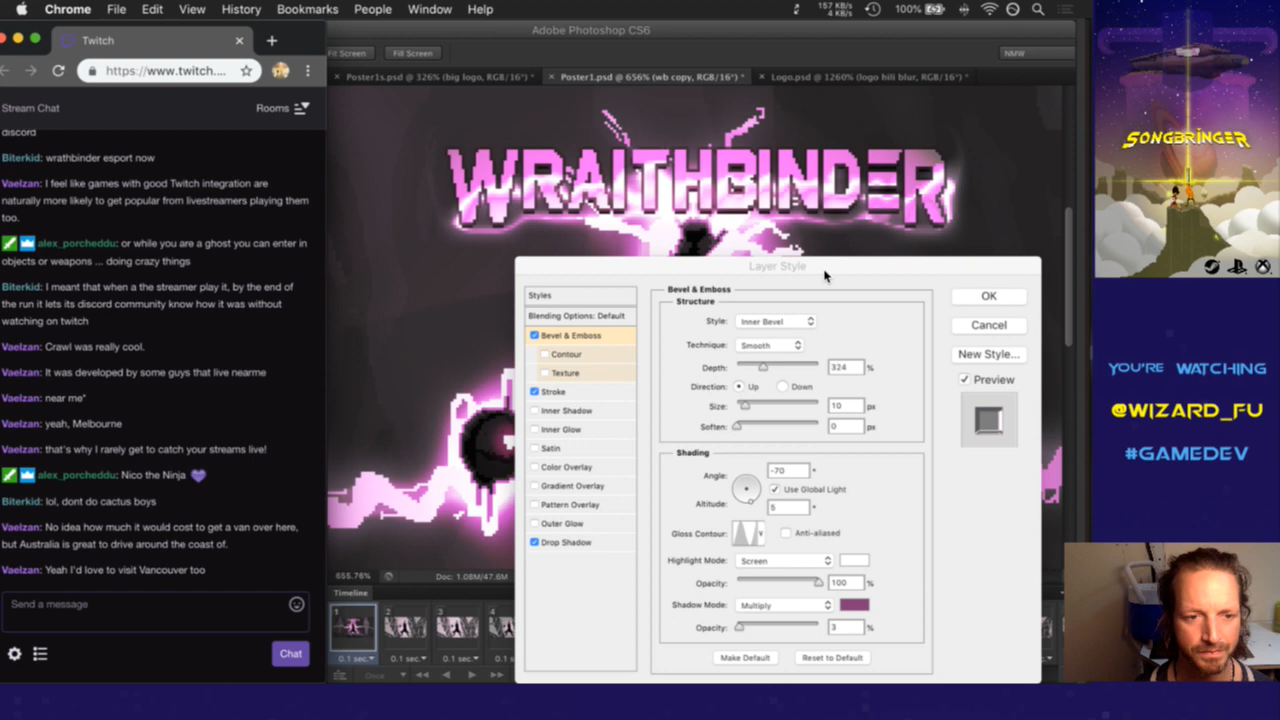 Chrome File Edit View History Bookmarks People Window Help
157 KB/s
4 KB/s
100%
Twitch
https://www.twitch....
Stream Chat
Rooms
discord
Biterkid: wrathbinder esport now
Vaelzan: I feel like games with good Twitch integration are
naturally more likely to get popular from livestreamers playing them
too.
alex_porcheddu: or while you are a ghost you can enter in
objects or weapons ... doing crazy things
Biterkid: I meant that when a the streamer play it, by the end of
the run it lets its discord community know how it was without
watching on twitch
Vaelzan: Crawl was really cool.
Vaelzan: It was developed by some guys that live nearme
Vaelzan: near me*
Vaelzan: yeah, Melbourne
Vaelzan: that's why I rarely get to catch your streams live!
alex_porcheddu: Nico the Ninja
Biterkid: lol, dont do cactus boys
Vaelzan: No idea how much it would cost to get a van over here,
but Australia is great to drive around the coast of.
Vaelzan: Yeah I'd love to visit Vancouver too
Send a message
Chat
Adobe Photoshop CS6
Fit Screen
Fill Screen
NMW
Poster1s.psd @ 326% (big logo, RGB/16*) *
Poster1.psd @ 656% (wb copy, RGB/16*) *
Logo.psd @ 1260% (logo hili blur, RGB/16*) *
WRAITHBINDER
655.76%
Doc: 1.08M/47.8M
Timeline
1
2
3
4
0.1 sec.
0.1 sec.
0.1 sec.
0.1 s
Once
Layer Style
Styles
Blending Options: Default
Bevel & Emboss
Contour
Texture
Stroke
Inner Shadow
Inner Glow
Satin
Color Overlay
Gradient Overlay
Pattern Overlay
Outer Glow
Drop Shadow
Bevel & Emboss
Structure
Style: Inner Bevel
Technique: Smooth
Depth: 324 %
Direction: Up Down
Size: 10 px
Soften: 0 px
Shading
Angle: -70 °
Use Global Light
Altitude: 5 °
Gloss Contour: Anti-aliased
Highlight Mode: Screen
Opacity: 100 %
Shadow Mode: Multiply
Opacity: 3 %
Make Default
Reset to Default
OK
Cancel
New Style...
Preview
SONGBRINGER
YOU'RE WATCHING
@WIZARD_FU
#GAMEDEV